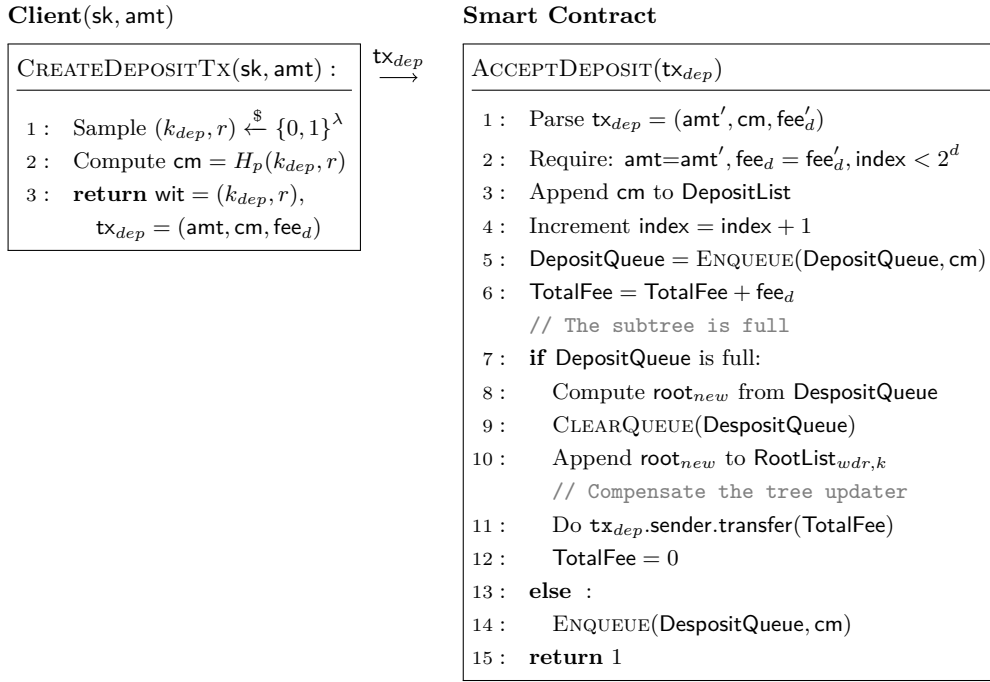 Client(sk, amt)
CreateDepositTx(sk, amt) :
1 : Sample (k_dep, r) ←$ {0, 1}^λ
2 : Compute cm = H_p(k_dep, r)
3 : return wit = (k_dep, r),
tx_dep = (amt, cm, fee_d)
tx_dep
⟶
Smart Contract
AcceptDeposit(tx_dep)
1 : Parse tx_dep = (amt′, cm, fee′_d)
2 : Require: amt=amt′, fee_d = fee′_d, index < 2^d
3 : Append cm to DepositList
4 : Increment index = index + 1
5 : DepositQueue = Enqueue(DepositQueue, cm)
6 : TotalFee = TotalFee + fee_d
// The subtree is full
7 : if DepositQueue is full:
8 : Compute root_new from DespositQueue
9 : ClearQueue(DespositQueue)
10 : Append root_new to RootList_wdr,k
// Compensate the tree updater
11 : Do tx_dep.sender.transfer(TotalFee)
12 : TotalFee = 0
13 : else :
14 : Enqueue(DespositQueue, cm)
15 : return 1